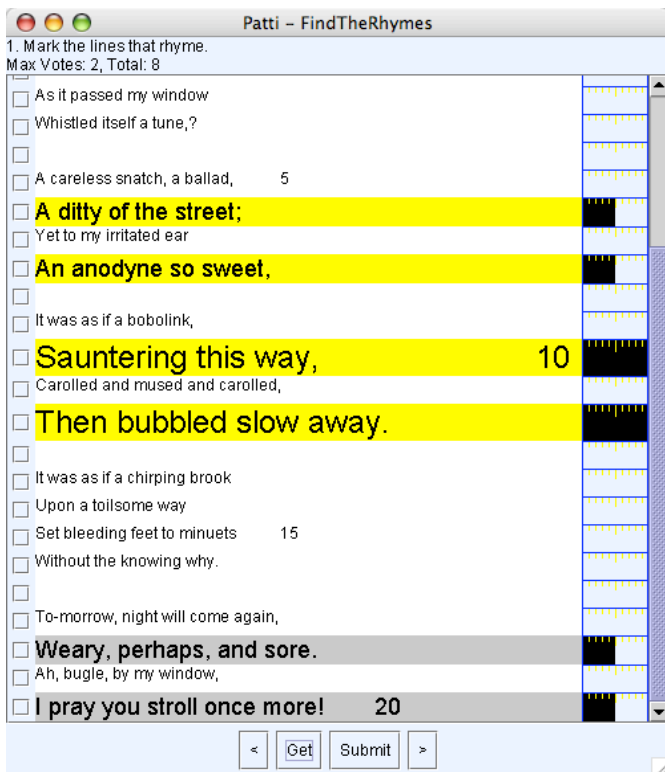 Patti – FindTheRhymes
1. Mark the lines that rhyme.
Max Votes: 2, Total: 8
As it passed my window
Whistled itself a tune,?
A careless snatch, a ballad, 5
A ditty of the street;
Yet to my irritated ear
An anodyne so sweet,
It was as if a bobolink,
Sauntering this way, 10
Carolled and mused and carolled,
Then bubbled slow away.
It was as if a chirping brook
Upon a toilsome way
Set bleeding feet to minuets 15
Without the knowing why.
To-morrow, night will come again,
Weary, perhaps, and sore.
Ah, bugle, by my window,
I pray you stroll once more! 20
< Get Submit >